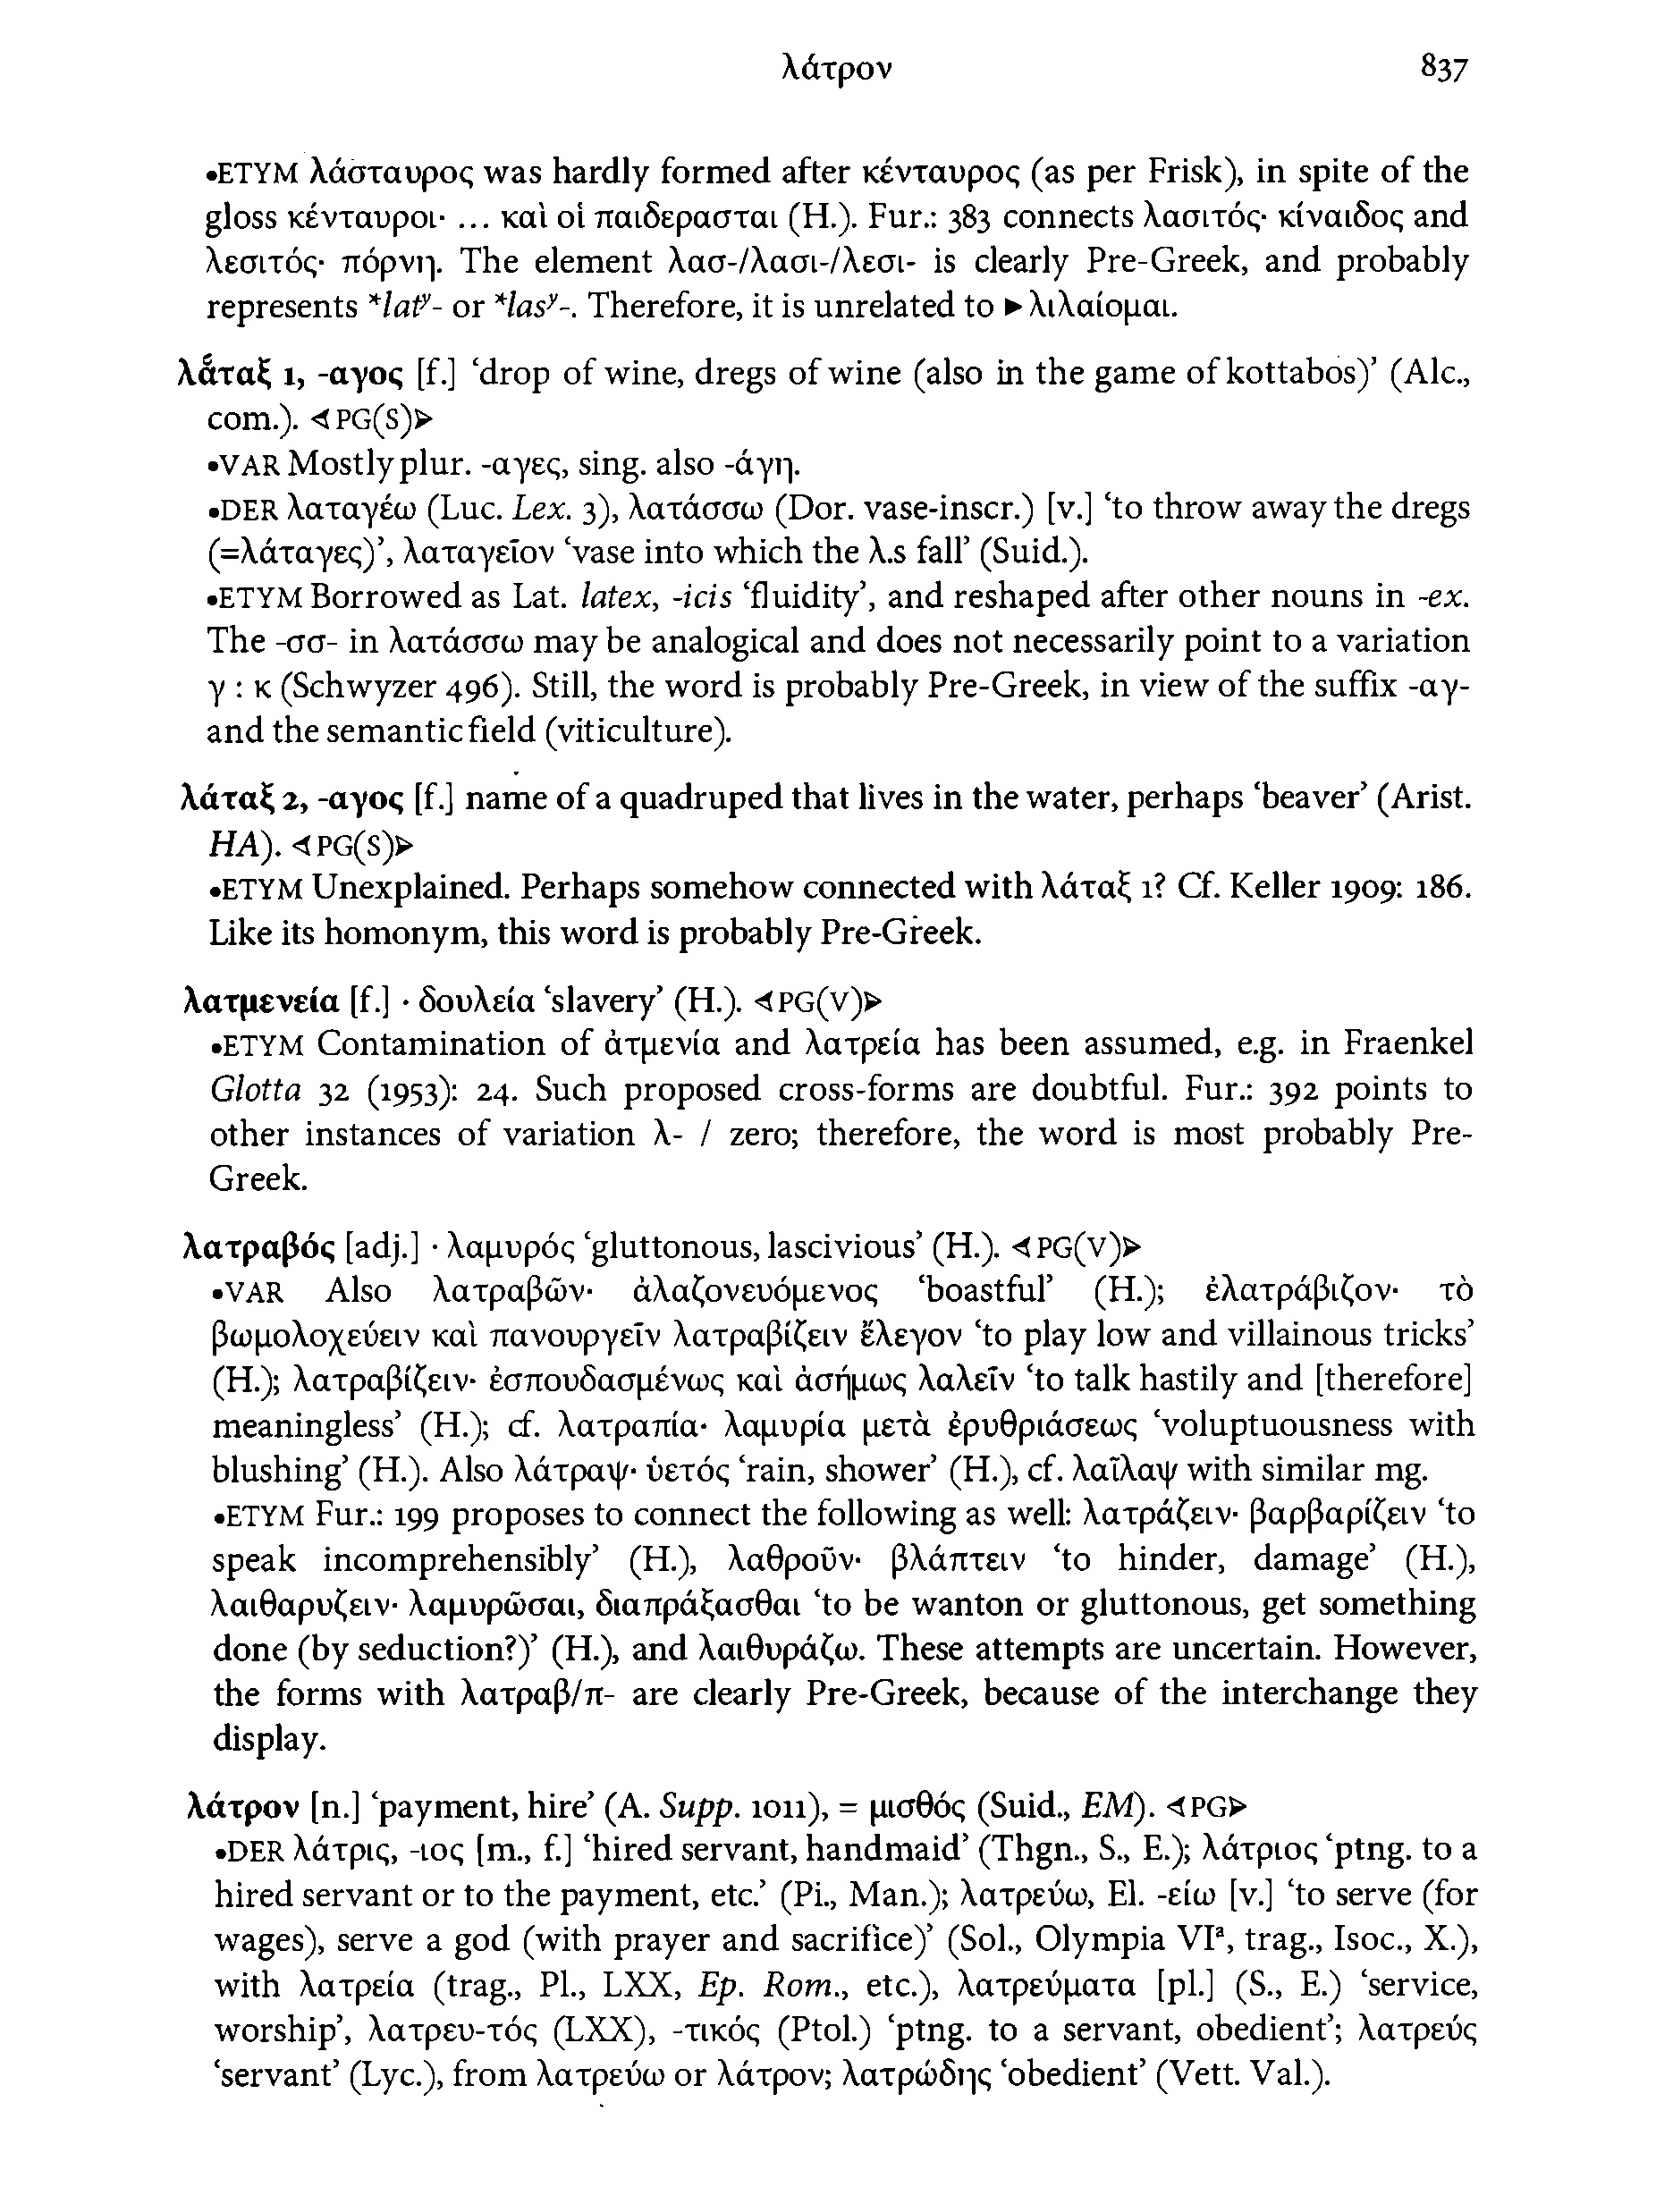 λάτρον 837
•ETYM λάσταυρος was hardly formed after κένταυρος (as per Frisk), in spite of the
gloss κένταυροι· ... καὶ οἱ παιδερασται (H.). Fur.: 383 connects λασιτός· κίναιδος and
λεσιτός· πόρνη. The element λασ-/λασι-/λεσι- is clearly Pre-Greek, and probably
represents *latʸ- or *lasʸ-. Therefore, it is unrelated to ►λιλαίομαι.
λᾰ́ταξ 1, -αγος [f.] ‘drop of wine, dregs of wine (also in the game of kottabos)’ (Alc.,
com.). ◄PG(S)►
•VAR Mostly plur. -αγες, sing. also -άγη.
•DER λαταγέω (Luc. Lex. 3), λατάσσω (Dor. vase-inscr.) [v.] ‘to throw away the dregs
(=λάταγες)’, λαταγεῖον ‘vase into which the λ.s fall’ (Suid.).
•ETYM Borrowed as Lat. latex, -icis ‘fluidity’, and reshaped after other nouns in -ex.
The -σσ- in λατάσσω may be analogical and does not necessarily point to a variation
γ : κ (Schwyzer 496). Still, the word is probably Pre-Greek, in view of the suffix -αγ-
and the semantic field (viticulture).
λάταξ 2, -αγος [f.] name of a quadruped that lives in the water, perhaps ‘beaver’ (Arist.
HA). ◄PG(S)►
•ETYM Unexplained. Perhaps somehow connected with λάταξ 1? Cf. Keller 1909: 186.
Like its homonym, this word is probably Pre-Greek.
λατμενεία [f.] · δουλεία ‘slavery’ (H.). ◄PG(V)►
•ETYM Contamination of ἀτμενία and λατρεία has been assumed, e.g. in Fraenkel
Glotta 32 (1953): 24. Such proposed cross-forms are doubtful. Fur.: 392 points to
other instances of variation λ- / zero; therefore, the word is most probably Pre-
Greek.
λατραβός [adj.] · λαμυρός ‘gluttonous, lascivious’ (H.). ◄PG(V)►
•VAR Also λατραβῶν· ἀλαζονευόμενος ‘boastful’ (H.); ἐλατράβιζον· τὸ
βωμολοχεύειν καὶ πανουργεῖν λατραβίζειν ἔλεγον ‘to play low and villainous tricks’
(H.); λατραβίζειν· ἐσπουδασμένως καὶ ἀσήμως λαλεῖν ‘to talk hastily and [therefore]
meaningless’ (H.); cf. λατραπία· λαμυρία μετὰ ἐρυθριάσεως ‘voluptuousness with
blushing’ (H.). Also λάτραψ· ὑετός ‘rain, shower’ (H.), cf. λαῖλαψ with similar mg.
•ETYM Fur.: 199 proposes to connect the following as well: λατράζειν· βαρβαρίζειν ‘to
speak incomprehensibly’ (H.), λαθροῦν· βλάπτειν ‘to hinder, damage’ (H.),
λαιθαρυζειν· λαμυρῶσαι, διαπράξασθαι ‘to be wanton or gluttonous, get something
done (by seduction?)’ (H.), and λαιθυράζω. These attempts are uncertain. However,
the forms with λατραβ/π- are clearly Pre-Greek, because of the interchange they
display.
λάτρον [n.] ‘payment, hire’ (A. Supp. 1011), = μισθός (Suid., EM). ◄PG►
•DER λάτρις, -ιος [m., f.] ‘hired servant, handmaid’ (Thgn., S., E.); λάτριος ‘ptng. to a
hired servant or to the payment, etc.’ (Pi., Man.); λατρεύω, El. -είω [v.] ‘to serve (for
wages), serve a god (with prayer and sacrifice)’ (Sol., Olympia VIᵃ, trag., Isoc., X.),
with λατρεία (trag., Pl., LXX, Ep. Rom., etc.), λατρεύματα [pl.] (S., E.) ‘service,
worship’, λατρευ-τός (LXX), -τικός (Ptol.) ‘ptng. to a servant, obedient’; λατρεύς
‘servant’ (Lyc.), from λατρεύω or λάτρον; λατρώδης ‘obedient’ (Vett. Val.).